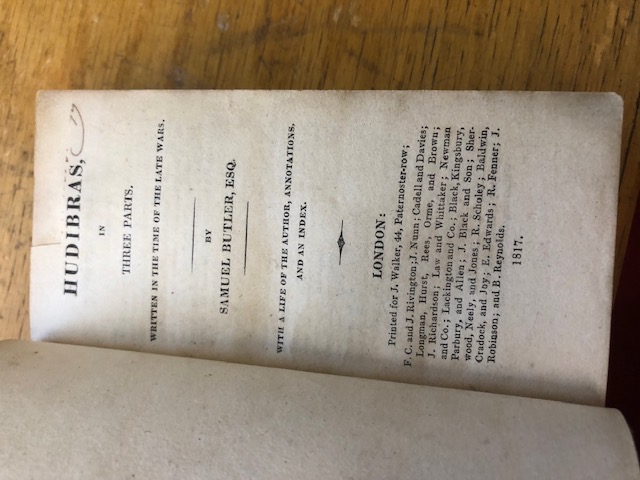 HUDIBRAS,
IN
THREE PARTS.
WRITTEN IN THE TIME OF THE LATE WARS.
BY
SAMUEL BUTLER, ESQ.
WITH A LIFE OF THE AUTHOR, ANNOTATIONS,
AND AN INDEX.
LONDON:
Printed for J. Walker, 44, Paternoster-row;
F. C. and J. Rivington; J. Nunn; Cadell and Davies;
Longman, Hurst, Rees, Orme, and Brown;
J. Richardson; Law and Whittaker; Newman
and Co.; Lackington and Co.; Black, Kingsbury,
Parbury, and Allen; J. Black and Son; Sher-
wood, Neely, and Jones; R. Scholey; Baldwin,
Cradock, and Joy; E. Edwards; R. Fenner; J.
Robinson; and B. Reynolds.
1817.